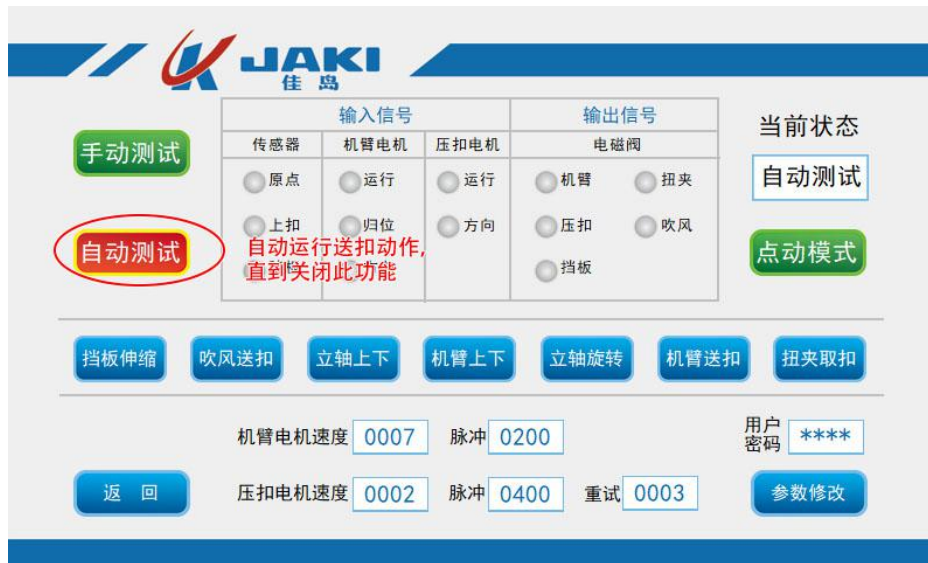 JAKI
佳岛
输入信号 输出信号
当前状态
手动测试
传感器 机臂电机 压扣电机 电磁阀
自动测试
原点 运行 运行 机臂 扭夹
上扣 归位 方向 压扣 吹风
自动测试
自动运行送扣动作,
直到关闭此功能
挡板
点动模式
挡板伸缩 吹风送扣 立轴上下 机臂上下 立轴旋转 机臂送扣 扭夹取扣
机臂电机速度 0007 脉冲 0200
用户
密码 ****
返 回 压扣电机速度 0002 脉冲 0400 重试 0003 参数修改